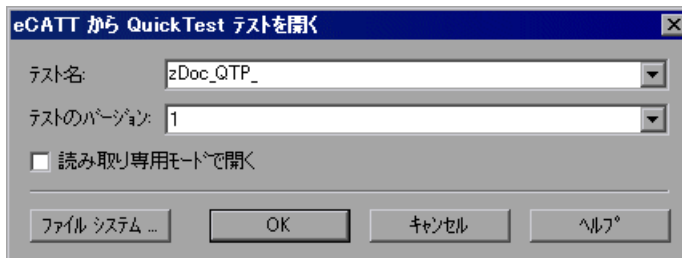 eCATT から QuickTest テストを開く
テスト名: zDoc_QTP_
テストのバージョン: 1
読み取り専用モードで開く
ファイル システム ... OK キャンセル ヘルプ